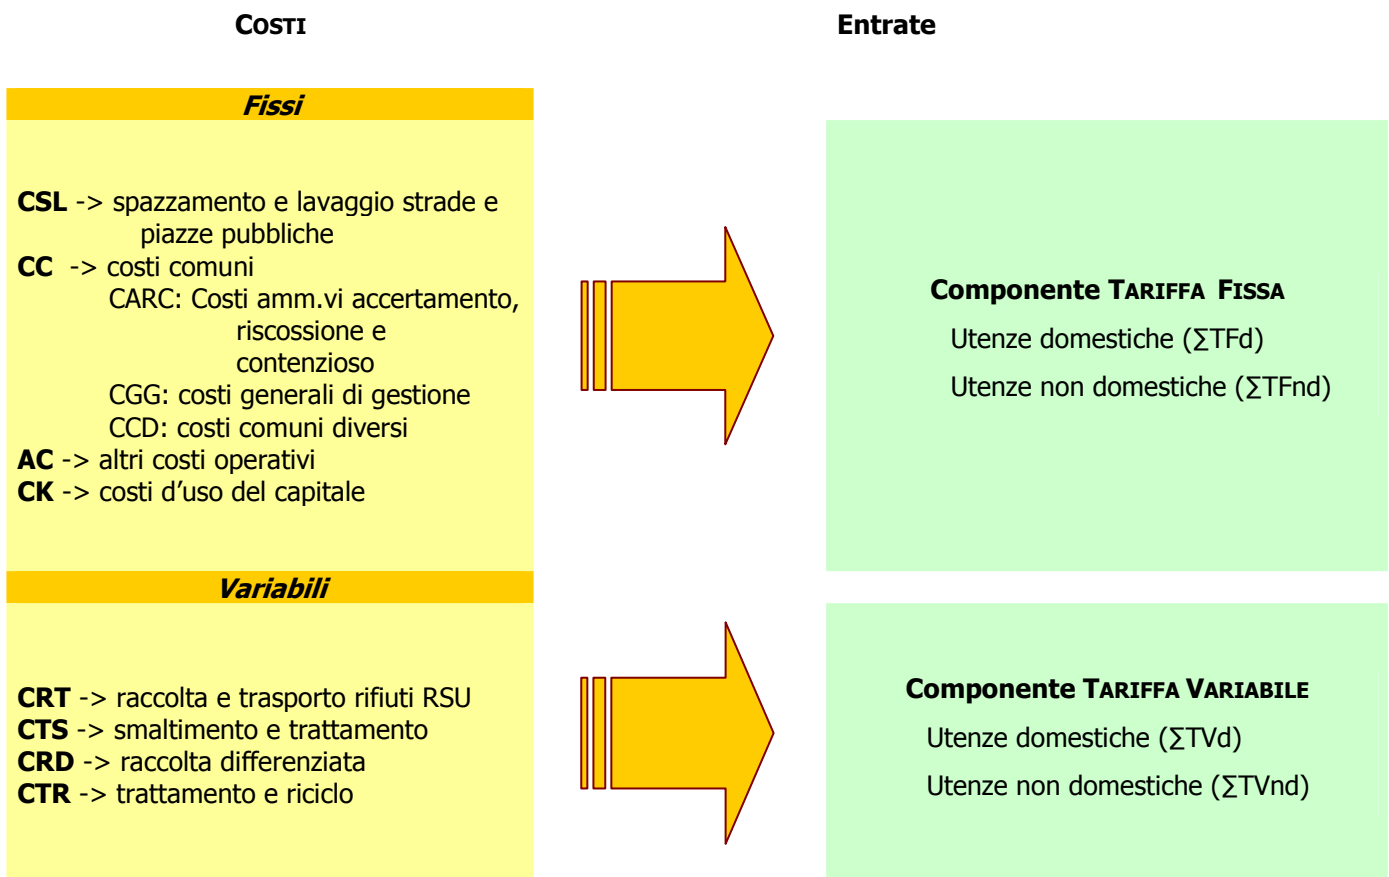 COSTI
Entrate
Fissi
CSL -> spazzamento e lavaggio strade e
piazze pubbliche
CC -> costi comuni
CARC: Costi amm.vi accertamento,
riscossione e
contenzioso
CGG: costi generali di gestione
CCD: costi comuni diversi
AC -> altri costi operativi
CK -> costi d’uso del capitale
Componente TARIFFA FISSA
Utenze domestiche (∑TFd)
Utenze non domestiche (∑TFnd)
Variabili
CRT -> raccolta e trasporto rifiuti RSU
CTS -> smaltimento e trattamento
CRD -> raccolta differenziata
CTR -> trattamento e riciclo
Componente TARIFFA VARIABILE
Utenze domestiche (∑TVd)
Utenze non domestiche (∑TVnd)